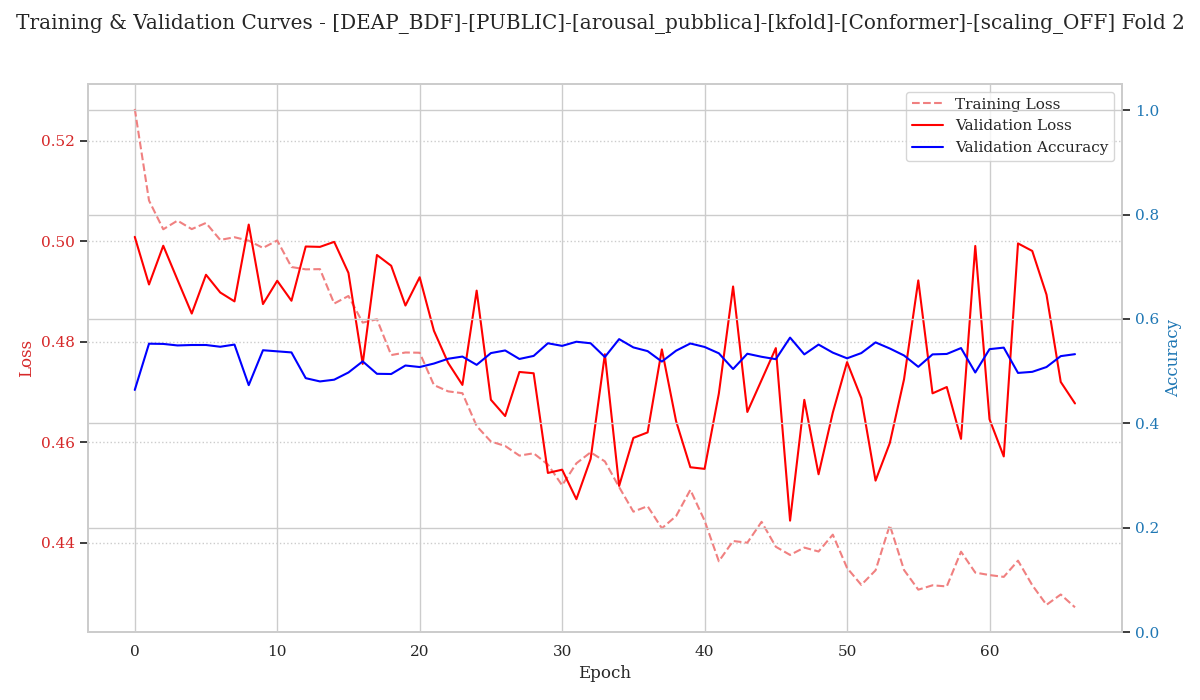 Training & Validation Curves - [DEAP_BDF]-[PUBLIC]-[arousal_pubblica]-[kfold]-[Conformer]-[scaling_OFF] Fold 2
Training Loss
Validation Loss
Validation Accuracy
Loss
0.52
0.50
0.48
0.46
0.44
1.0
0.8
0.6
0.4
0.2
0.0
Accuracy
0
10
20
30
40
50
60
Epoch